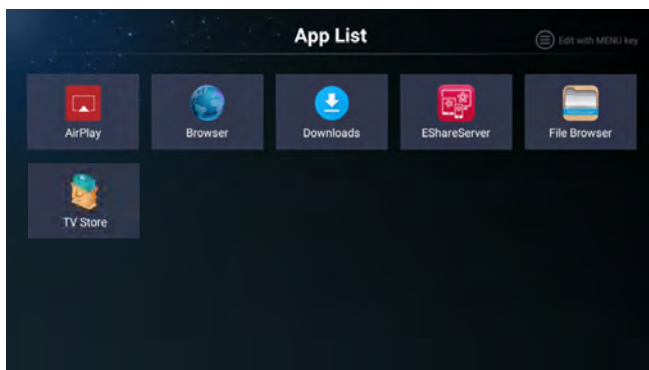 App List
Edit with MENU key
AirPlay
Browser
Downloads
EShareServer
File Browser
TV Store